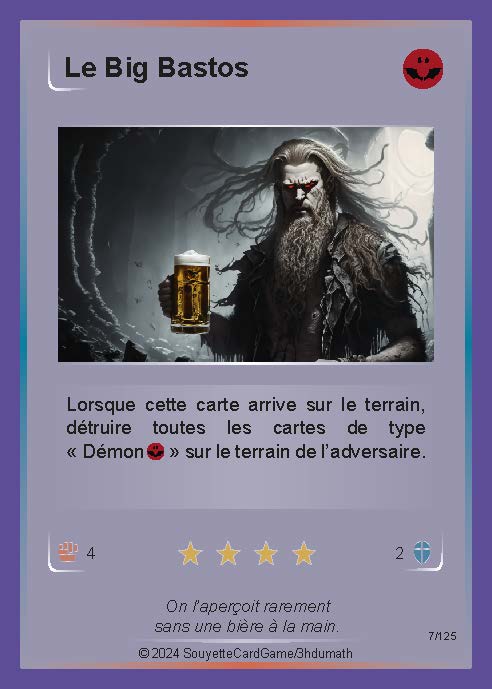 Le Big Bastos
Lorsque cette carte arrive sur le terrain,
détruire toutes les cartes de type
« Démon » sur le terrain de l'adversaire.
4
2
On l'aperçoit rarement
sans une bière à la main.
7/125
© 2024 SouyetteCardGame/3hdumath